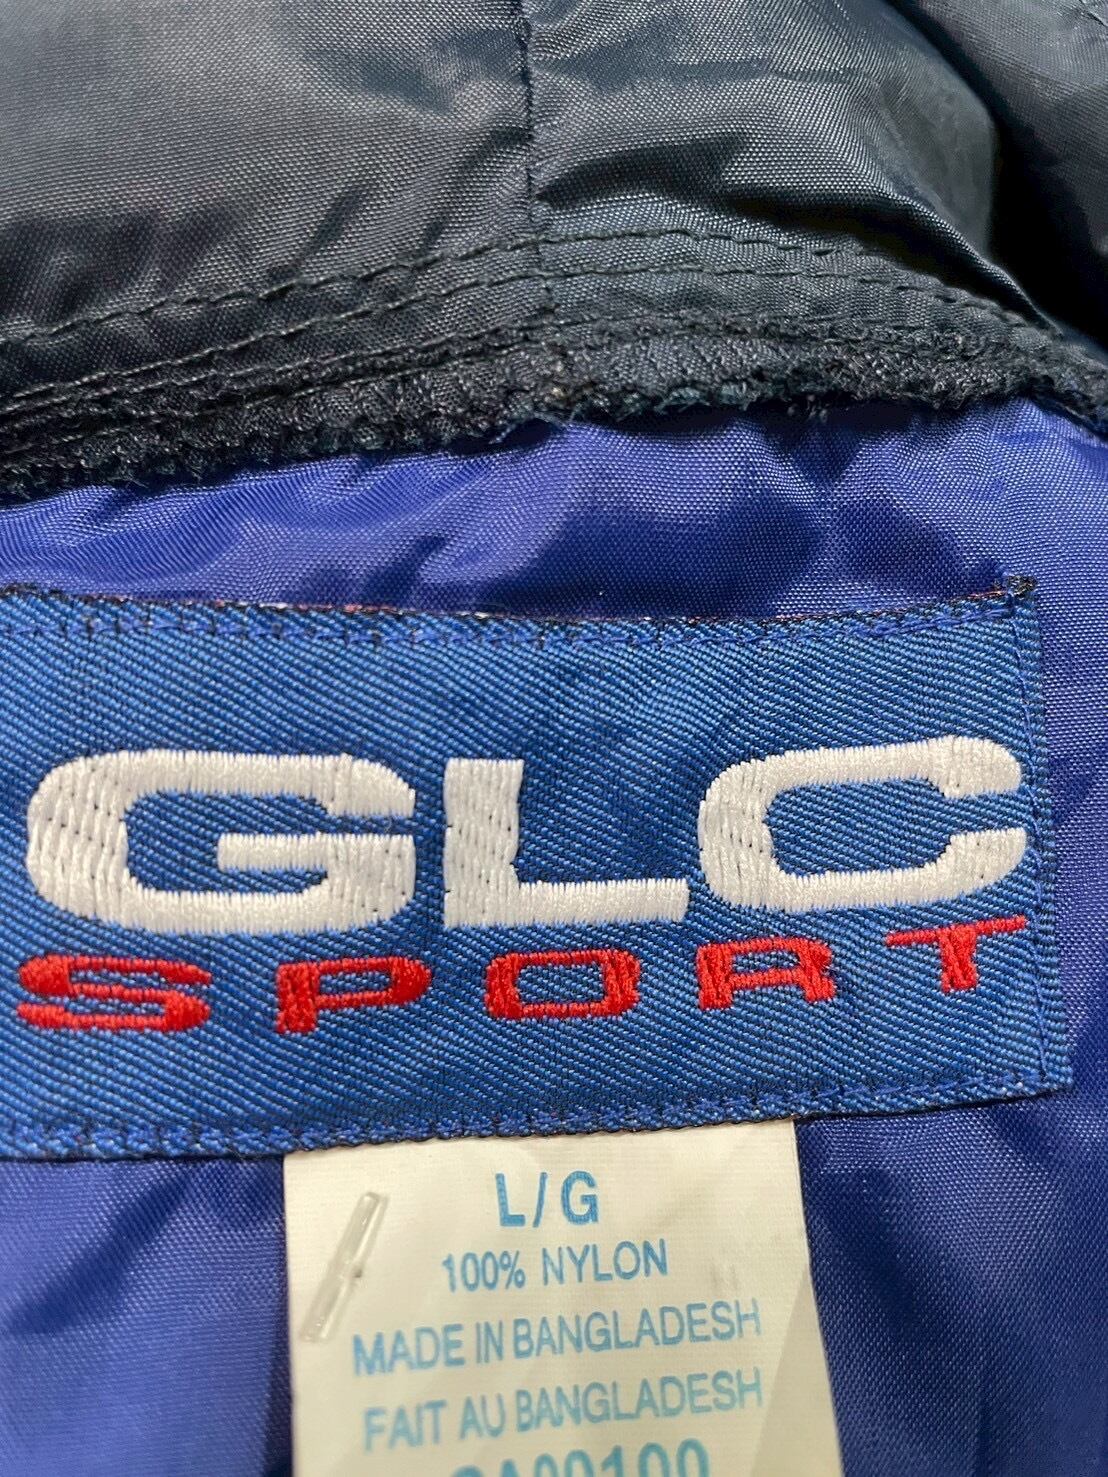 GLC
SPORT
L/G
100% NYLON
MADE IN BANGLADESH
FAIT AU BANGLADESH